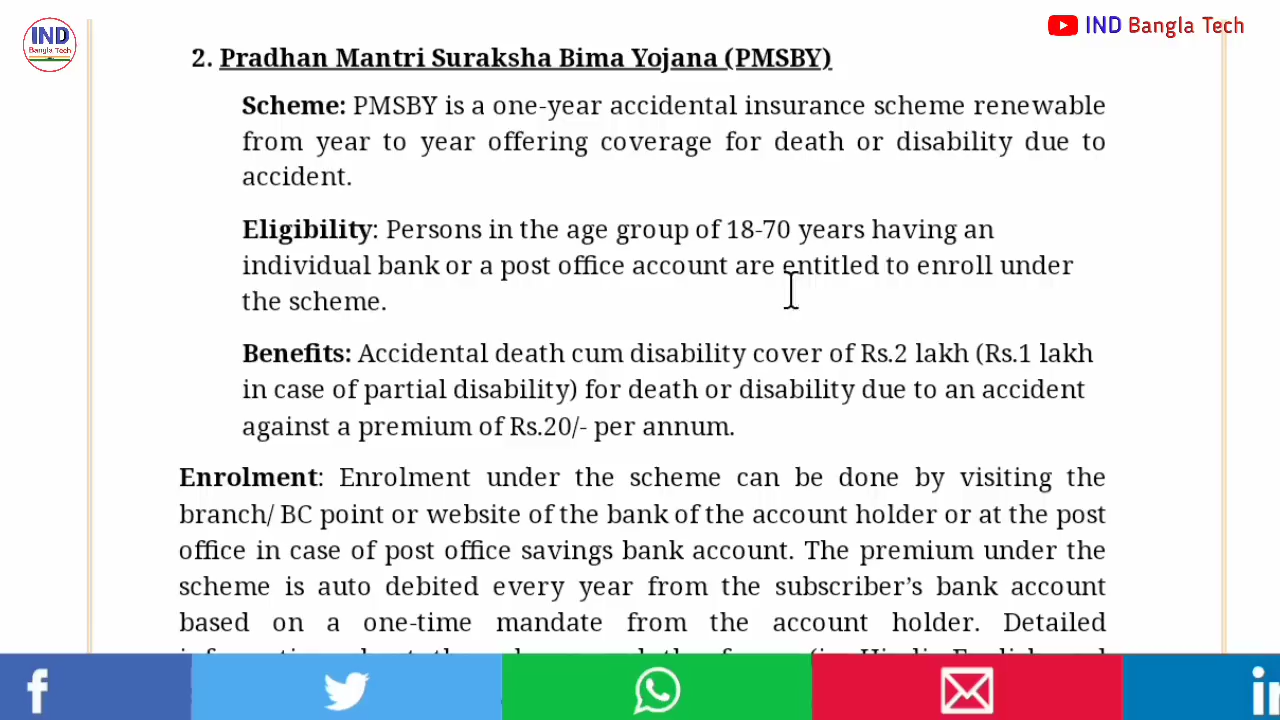 IND
Bangla Tech
IND Bangla Tech
2. Pradhan Mantri Suraksha Bima Yojana (PMSBY)
Scheme: PMSBY is a one-year accidental insurance scheme renewable
from year to year offering coverage for death or disability due to
accident.
Eligibility: Persons in the age group of 18-70 years having an
individual bank or a post office account are entitled to enroll under
the scheme.
Benefits: Accidental death cum disability cover of Rs.2 lakh (Rs.1 lakh
in case of partial disability) for death or disability due to an accident
against a premium of Rs.20/- per annum.
Enrolment: Enrolment under the scheme can be done by visiting the
branch/ BC point or website of the bank of the account holder or at the post
office in case of post office savings bank account. The premium under the
scheme is auto debited every year from the subscriber’s bank account
based on a one-time mandate from the account holder. Detailed